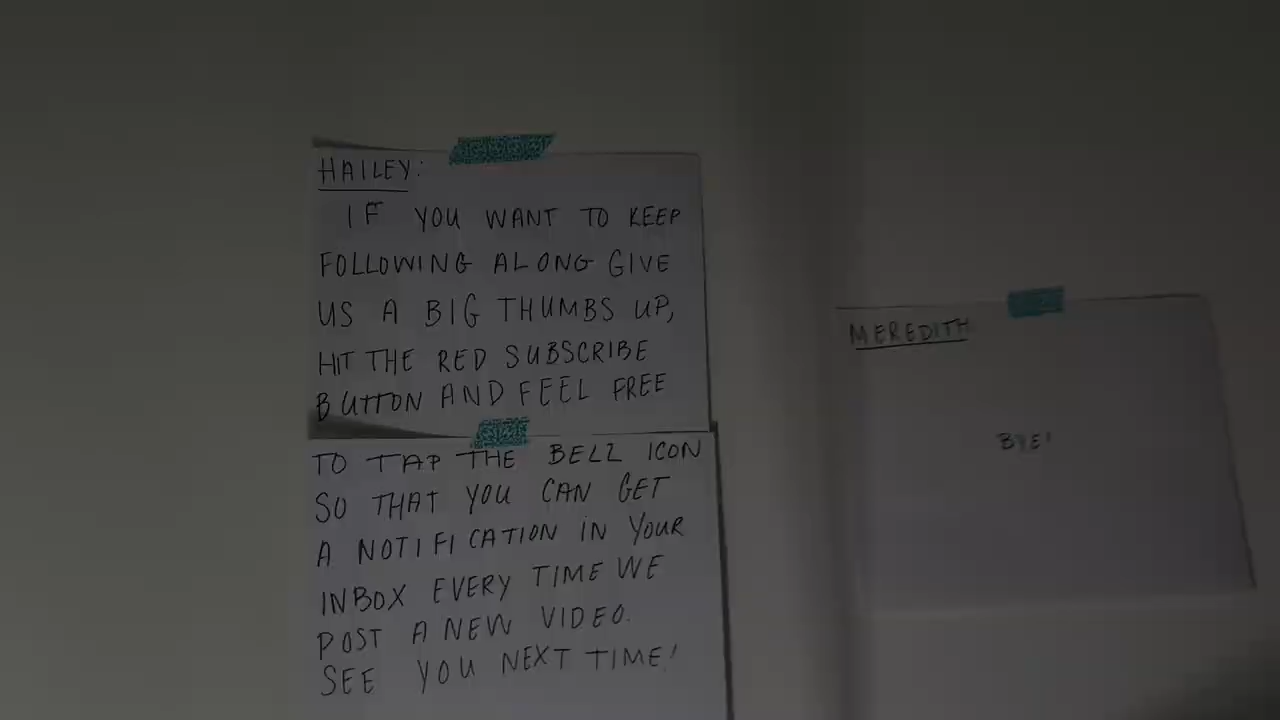 HAILEY:
IF YOU WANT TO KEEP
FOLLOWING ALONG GIVE
US A BIG THUMBS UP,
HIT THE RED SUBSCRIBE
BUTTON AND FEEL FREE
TO TAP THE BELL ICON
SO THAT YOU CAN GET
A NOTIFICATION IN YOUR
INBOX EVERY TIME WE
POST A NEW VIDEO.
SEE YOU NEXT TIME!
MEREDITH
BYE!